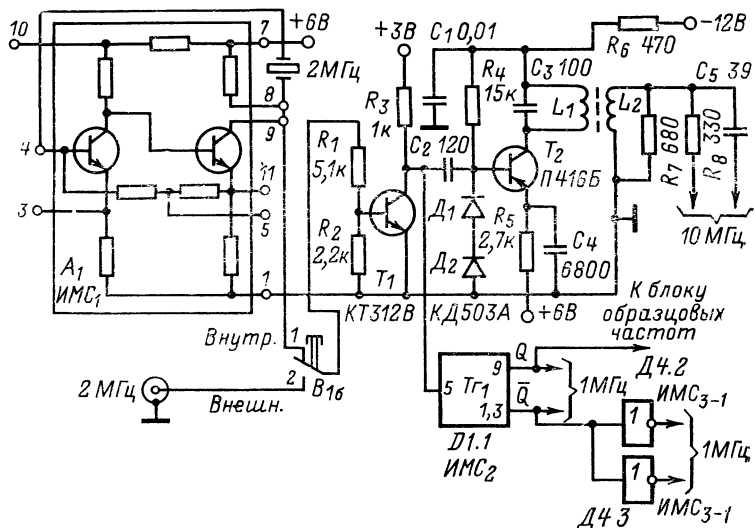 10
7
+6В
+3В
C₁ 0,01
R₆ 470
−12В
2МГц
8
9
R₃
1к
R₄
15к
C₃ 100
L₁
L₂
C₅ 39
4
R₁
5,1к
C₂ 120
T₂
П416Б
680
R₇
330
R₈
11
3
5
R₂
2,2к
Д₁
Д₂
R₅
2,7к
C₄
6800
10 МГц
A₁
ИМС₁
1
T₁
КТ312В
КД503А
+6В
К блоку
образцовых
частот
Внутр. 1
2
В1б
2 МГц
Внешн.
5
Тг₁
9
1,3
Q
Q̅
1МГц
Д4.2
ИМС₃₋₁
D1.1
ИМС₂
1
1
1МГц
Д4 3
ИМС₃₋₁